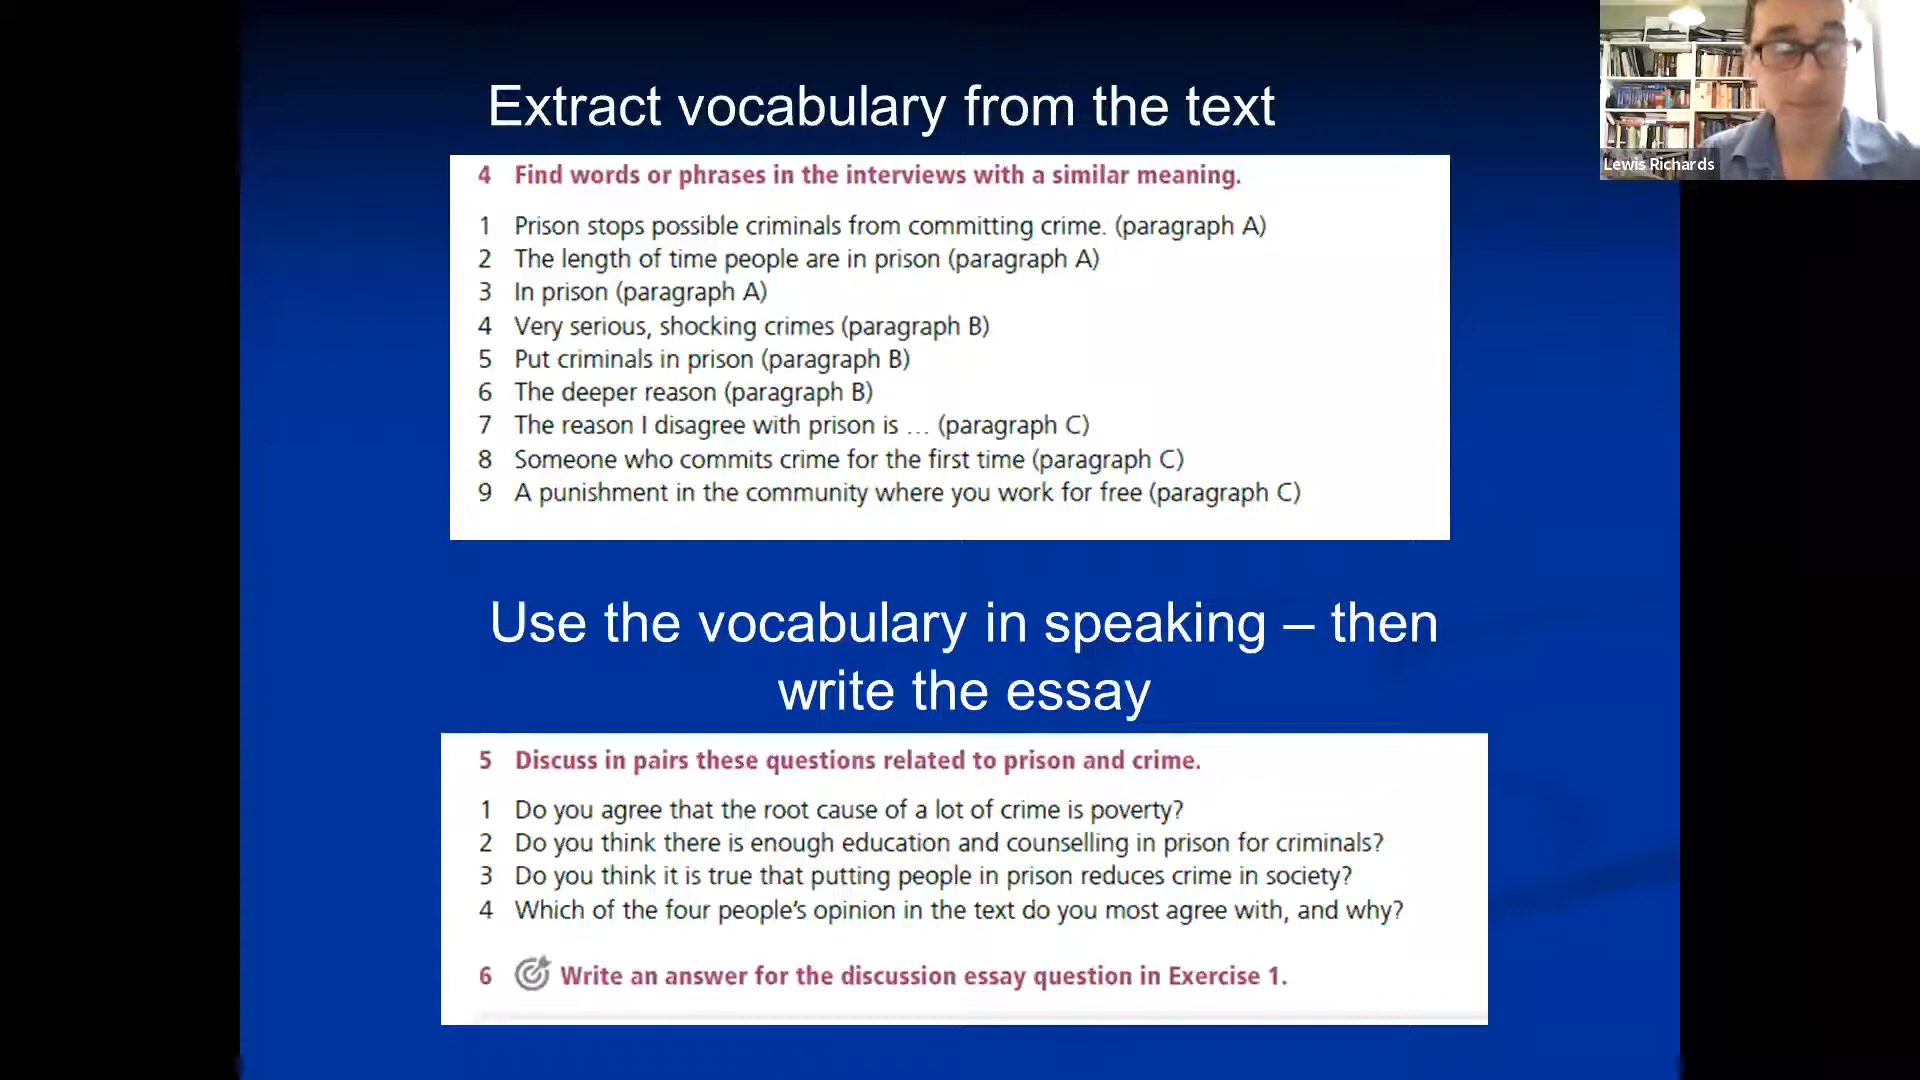 Extract vocabulary from the text
Lewis Richards
4 Find words or phrases in the interviews with a similar meaning.
1 Prison stops possible criminals from committing crime. (paragraph A)
2 The length of time people are in prison (paragraph A)
3 In prison (paragraph A)
4 Very serious, shocking crimes (paragraph B)
5 Put criminals in prison (paragraph B)
6 The deeper reason (paragraph B)
7 The reason I disagree with prison is … (paragraph C)
8 Someone who commits crime for the first time (paragraph C)
9 A punishment in the community where you work for free (paragraph C)
Use the vocabulary in speaking – then
write the essay
5 Discuss in pairs these questions related to prison and crime.
1 Do you agree that the root cause of a lot of crime is poverty?
2 Do you think there is enough education and counselling in prison for criminals?
3 Do you think it is true that putting people in prison reduces crime in society?
4 Which of the four people's opinion in the text do you most agree with, and why?
6 Write an answer for the discussion essay question in Exercise 1.